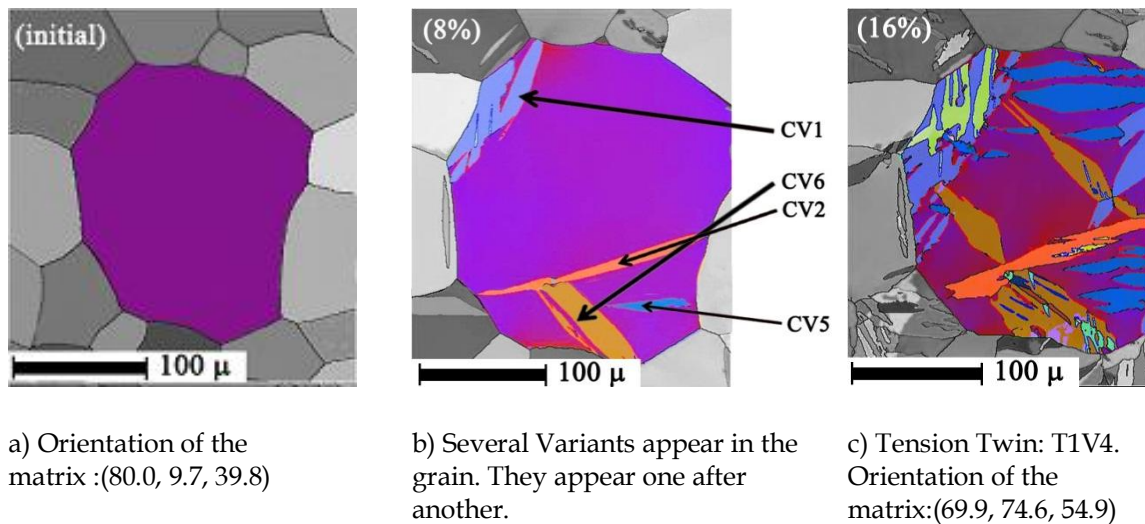 (initial)
(8%)
(16%)
CV1
CV6
CV2
CV5
100 μ
100 μ
100 μ
a) Orientation of the
matrix :(80.0, 9.7, 39.8)
b) Several Variants appear in the
grain. They appear one after
another.
c) Tension Twin: T1V4.
Orientation of the
matrix:(69.9, 74.6, 54.9)